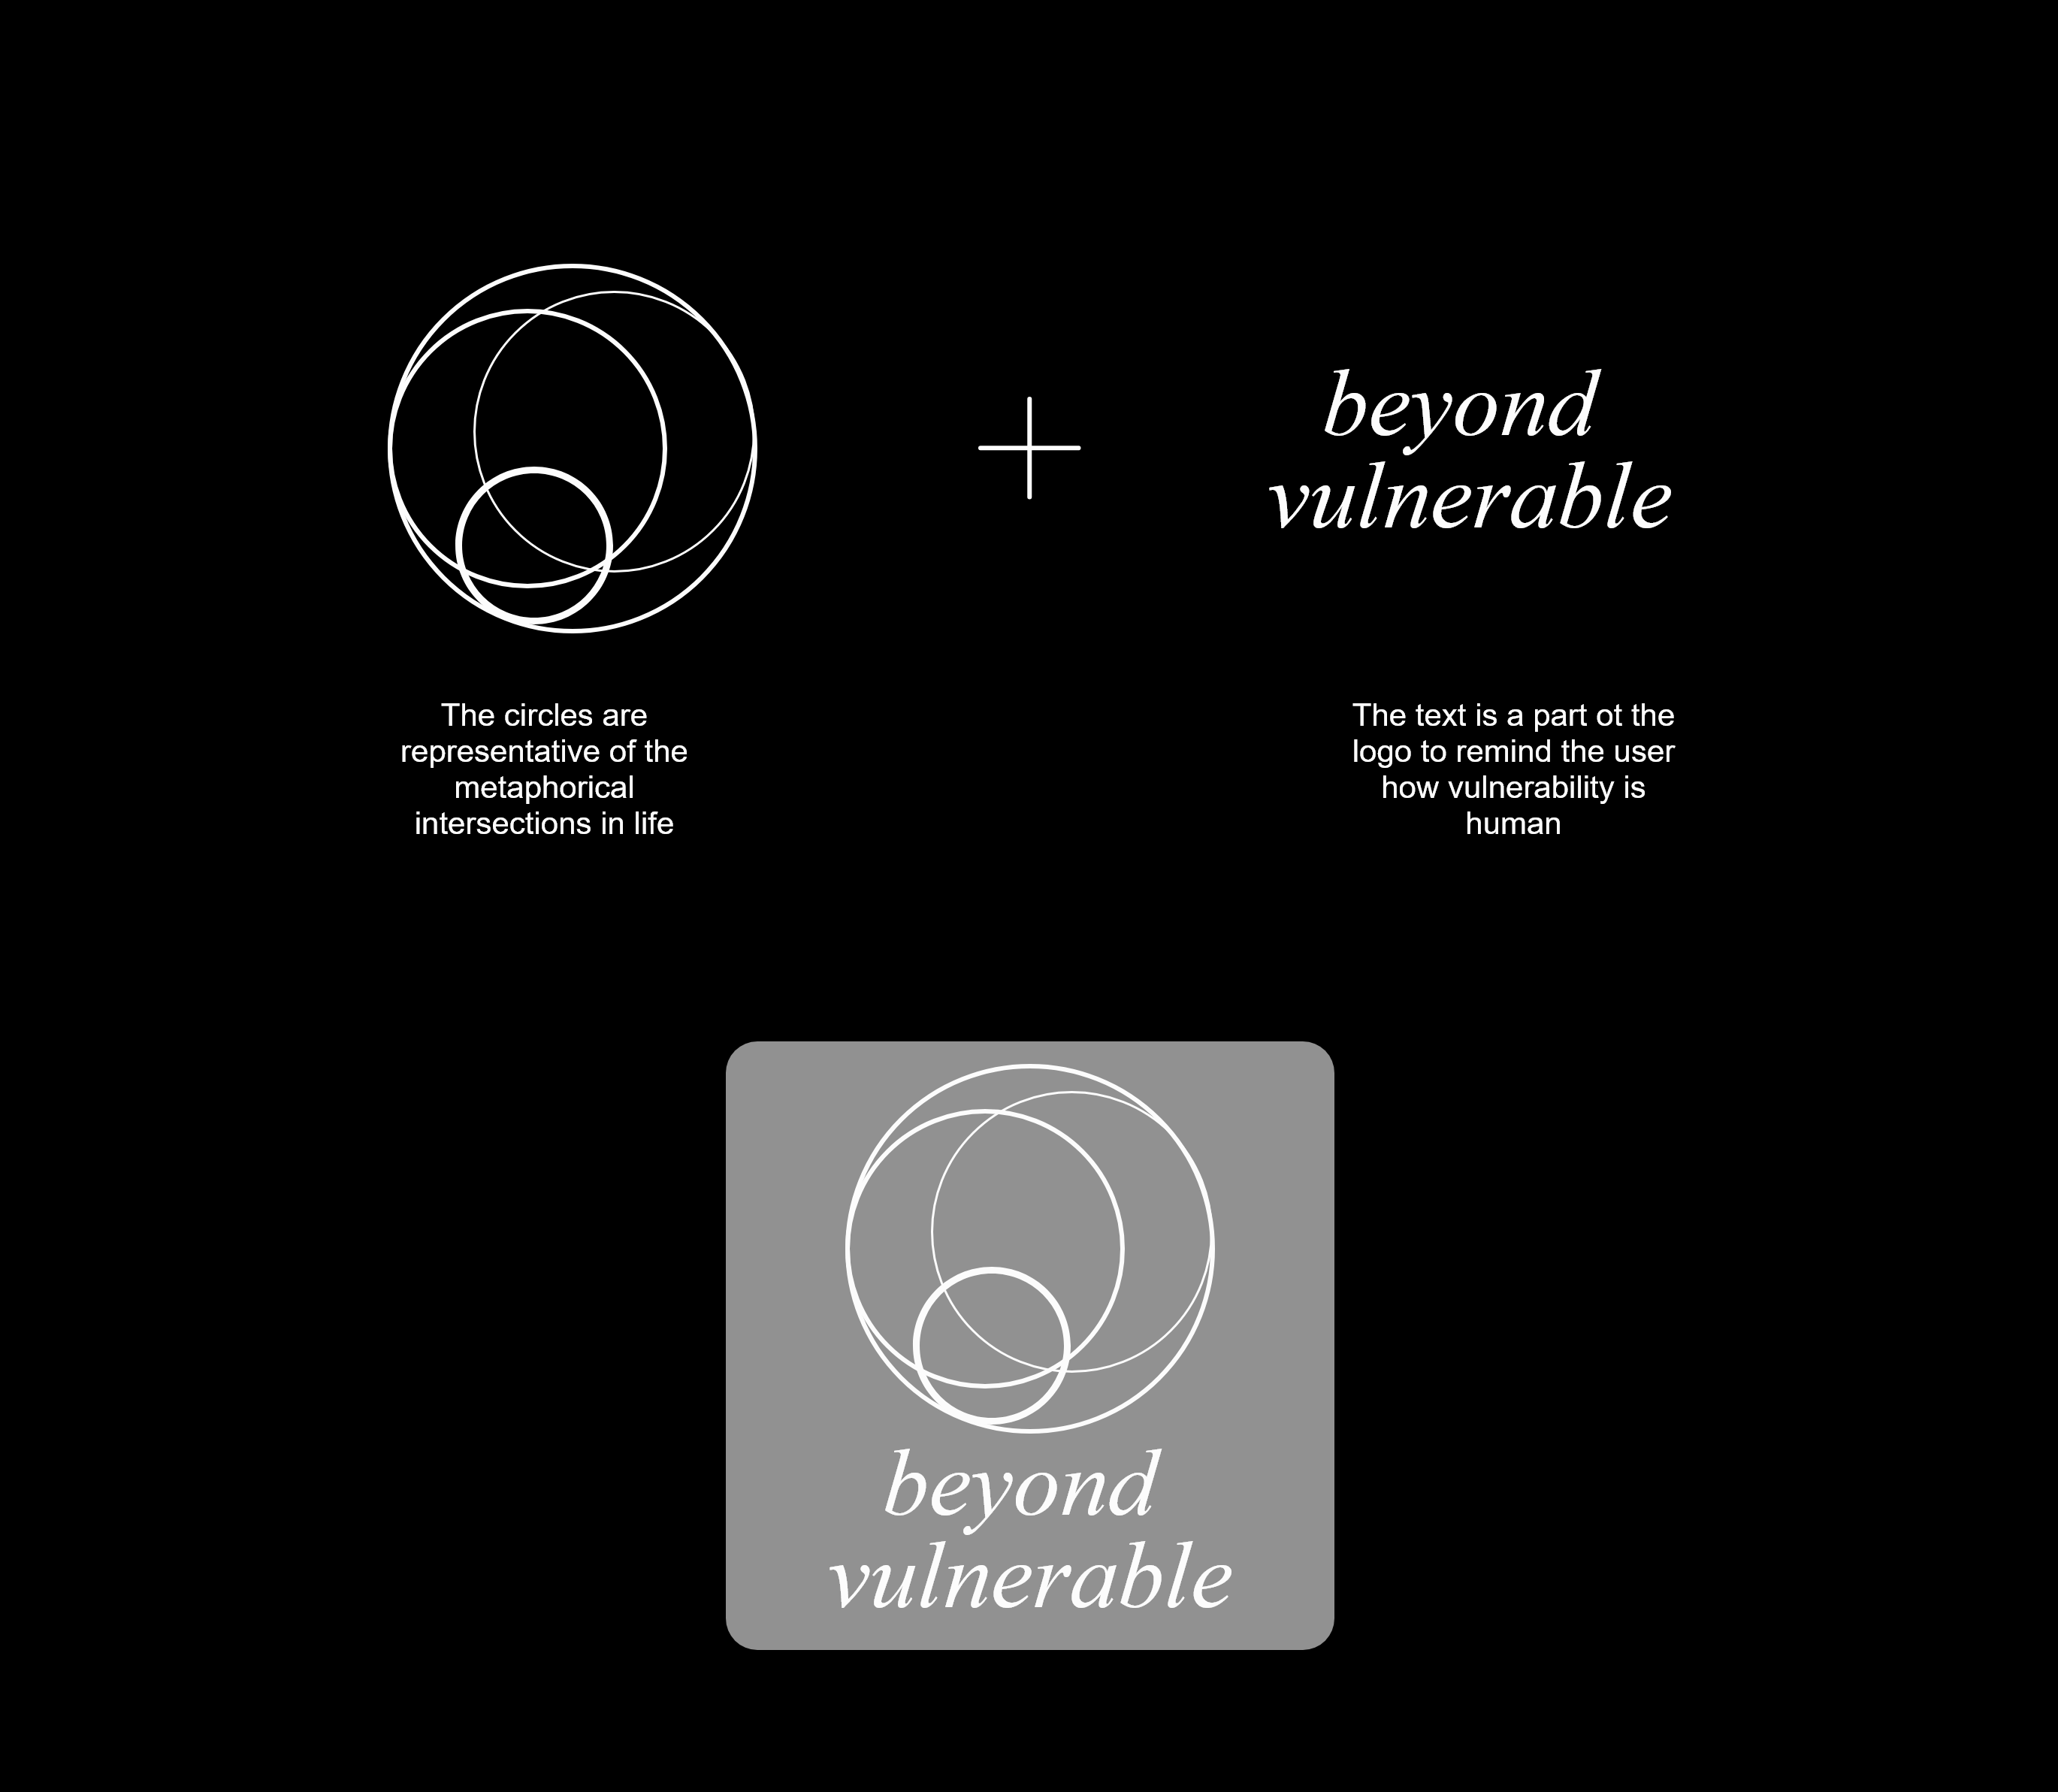 beyond
vulnerable
The circles are
representative of the
metaphorical
intersections in life
The text is a part ot the
logo to remind the user
how vulnerability is
human
beyond
vulnerable